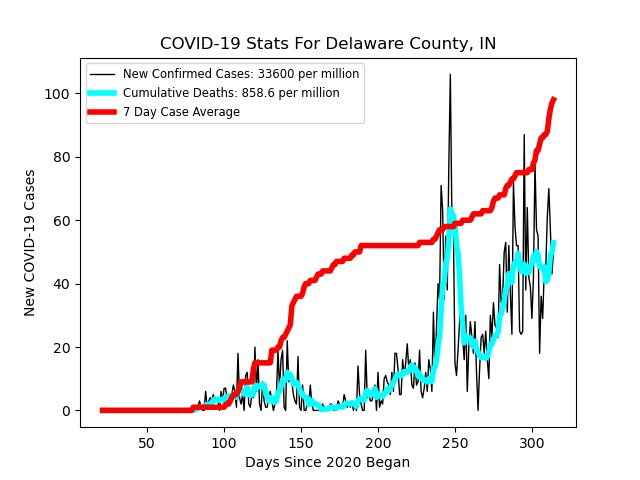 COVID-19 Stats For Delaware County, IN
New Confirmed Cases: 33600 per million
Cumulative Deaths: 858.6 per million
7 Day Case Average
New COVID-19 Cases
100
80
60
40
20
0
50 100 150 200 250 300
Days Since 2020 Began